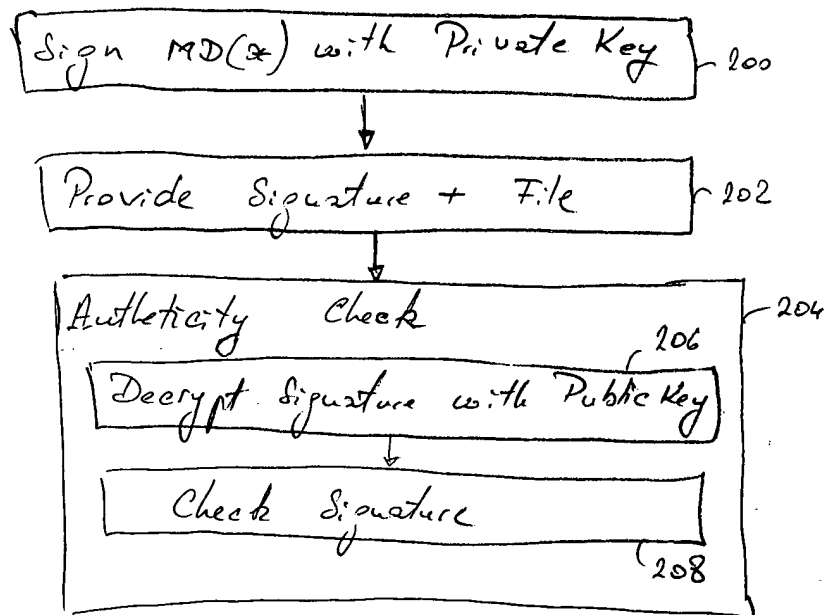 Sign MD(*) with Private Key 200
Provide Signature + File 202
Autheticity Check 204
206
Decrypt Signature with Public Key
Check Signature
208